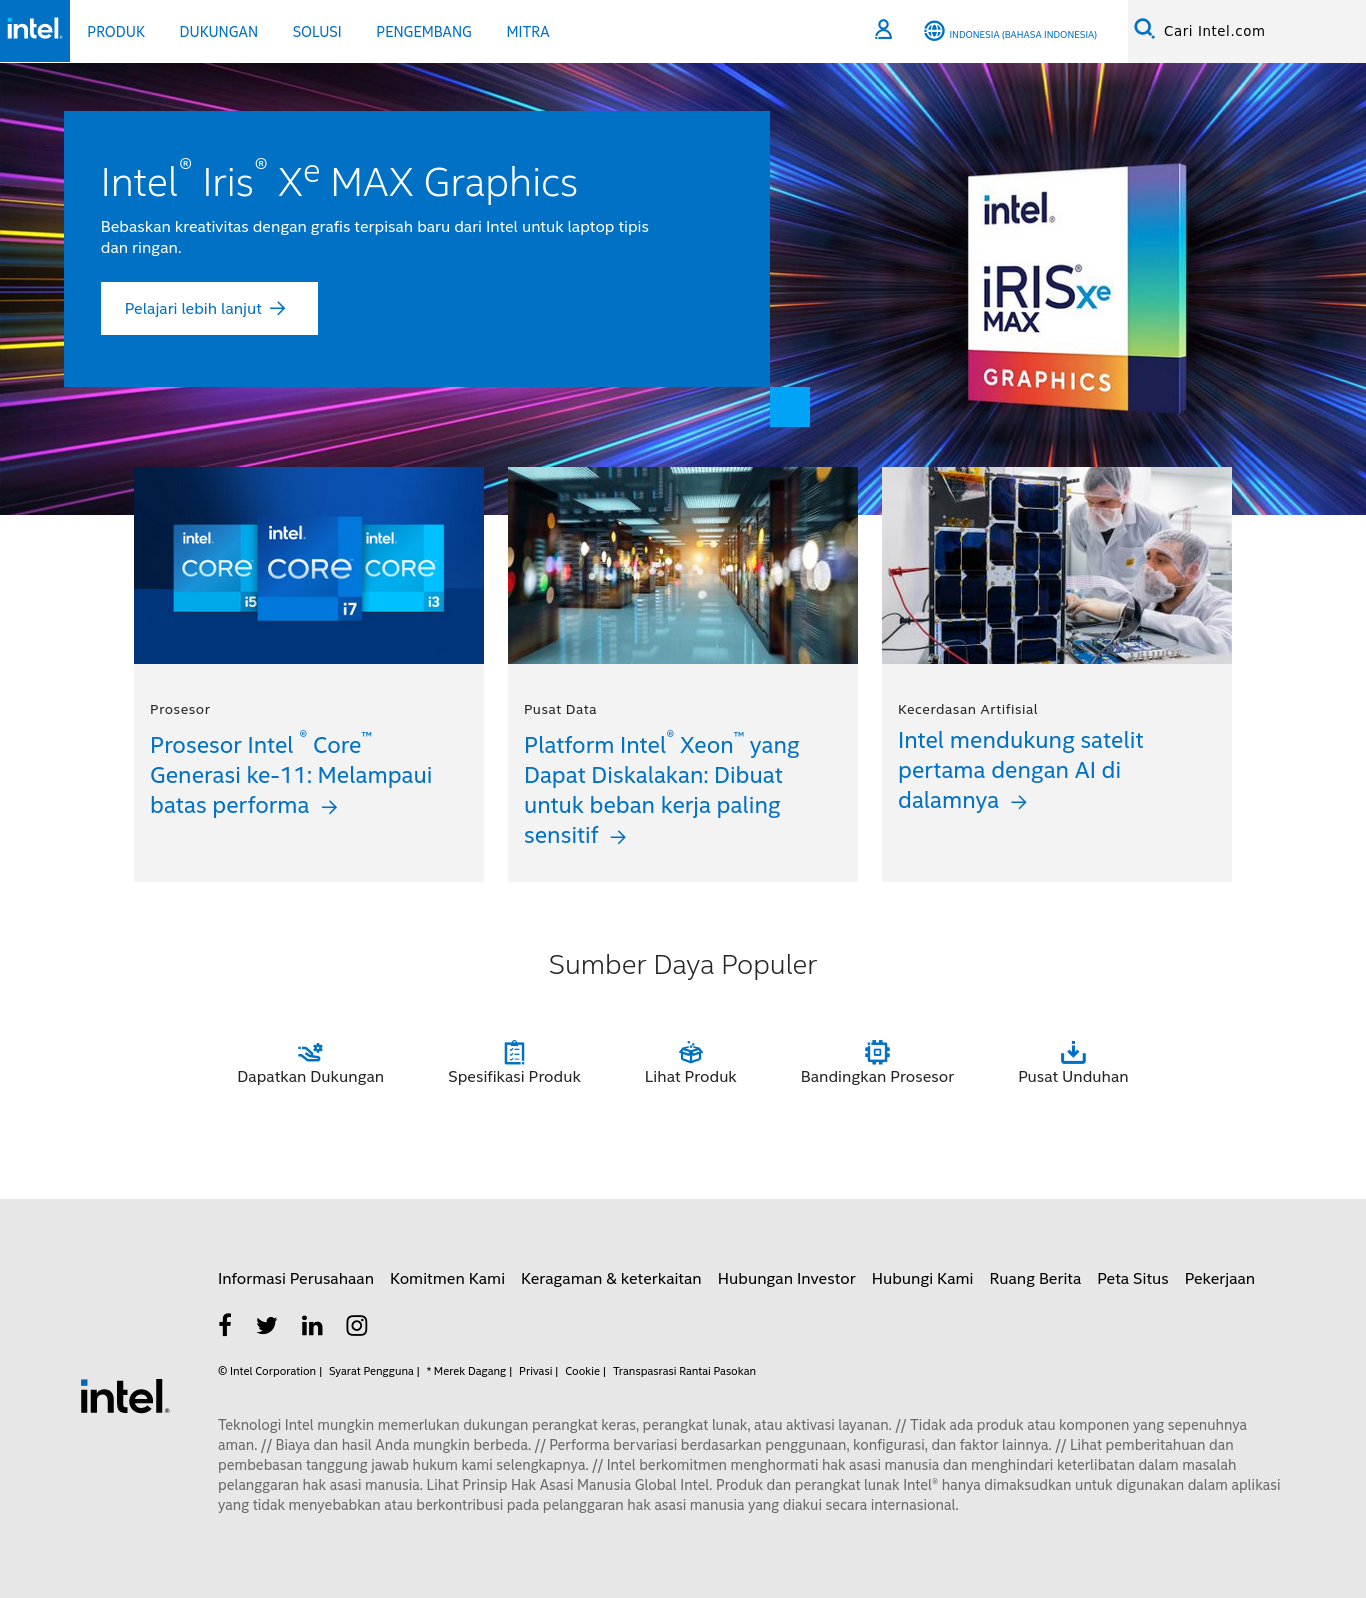 intel.
PRODUK
DUKUNGAN
SOLUSI
PENGEMBANG
MITRA
INDONESIA (BAHASA INDONESIA)
Cari Intel.com
Intel® Iris® Xe MAX Graphics
Bebaskan kreativitas dengan grafis terpisah baru dari Intel untuk laptop tipis
dan ringan.
Pelajari lebih lanjut →
intel®
iRIS®xe
MAX
GRAPHICS
intel.
CORE
i5
intel.
CORE™
i7
intel.
CORE
i3
Prosesor
Prosesor Intel ® Core™
Generasi ke-11: Melampaui
batas performa →
Pusat Data
Platform Intel® Xeon™ yang
Dapat Diskalakan: Dibuat
untuk beban kerja paling
sensitif →
Kecerdasan Artifisial
Intel mendukung satelit
pertama dengan AI di
dalamnya →
Sumber Daya Populer
Dapatkan Dukungan
Spesifikasi Produk
Lihat Produk
Bandingkan Prosesor
Pusat Unduhan
Informasi Perusahaan
Komitmen Kami
Keragaman & keterkaitan
Hubungan Investor
Hubungi Kami
Ruang Berita
Peta Situs
Pekerjaan
© Intel Corporation | Syarat Pengguna | * Merek Dagang | Privasi | Cookie | Transpasrasi Rantai Pasokan
intel®
Teknologi Intel mungkin memerlukan dukungan perangkat keras, perangkat lunak, atau aktivasi layanan. // Tidak ada produk atau komponen yang sepenuhnya
aman. // Biaya dan hasil Anda mungkin berbeda. // Performa bervariasi berdasarkan penggunaan, konfigurasi, dan faktor lainnya. // Lihat pemberitahuan dan
pembebasan tanggung jawab hukum kami selengkapnya. // Intel berkomitmen menghormati hak asasi manusia dan menghindari keterlibatan dalam masalah
pelanggaran hak asasi manusia. Lihat Prinsip Hak Asasi Manusia Global Intel. Produk dan perangkat lunak Intel® hanya dimaksudkan untuk digunakan dalam aplikasi
yang tidak menyebabkan atau berkontribusi pada pelanggaran hak asasi manusia yang diakui secara internasional.